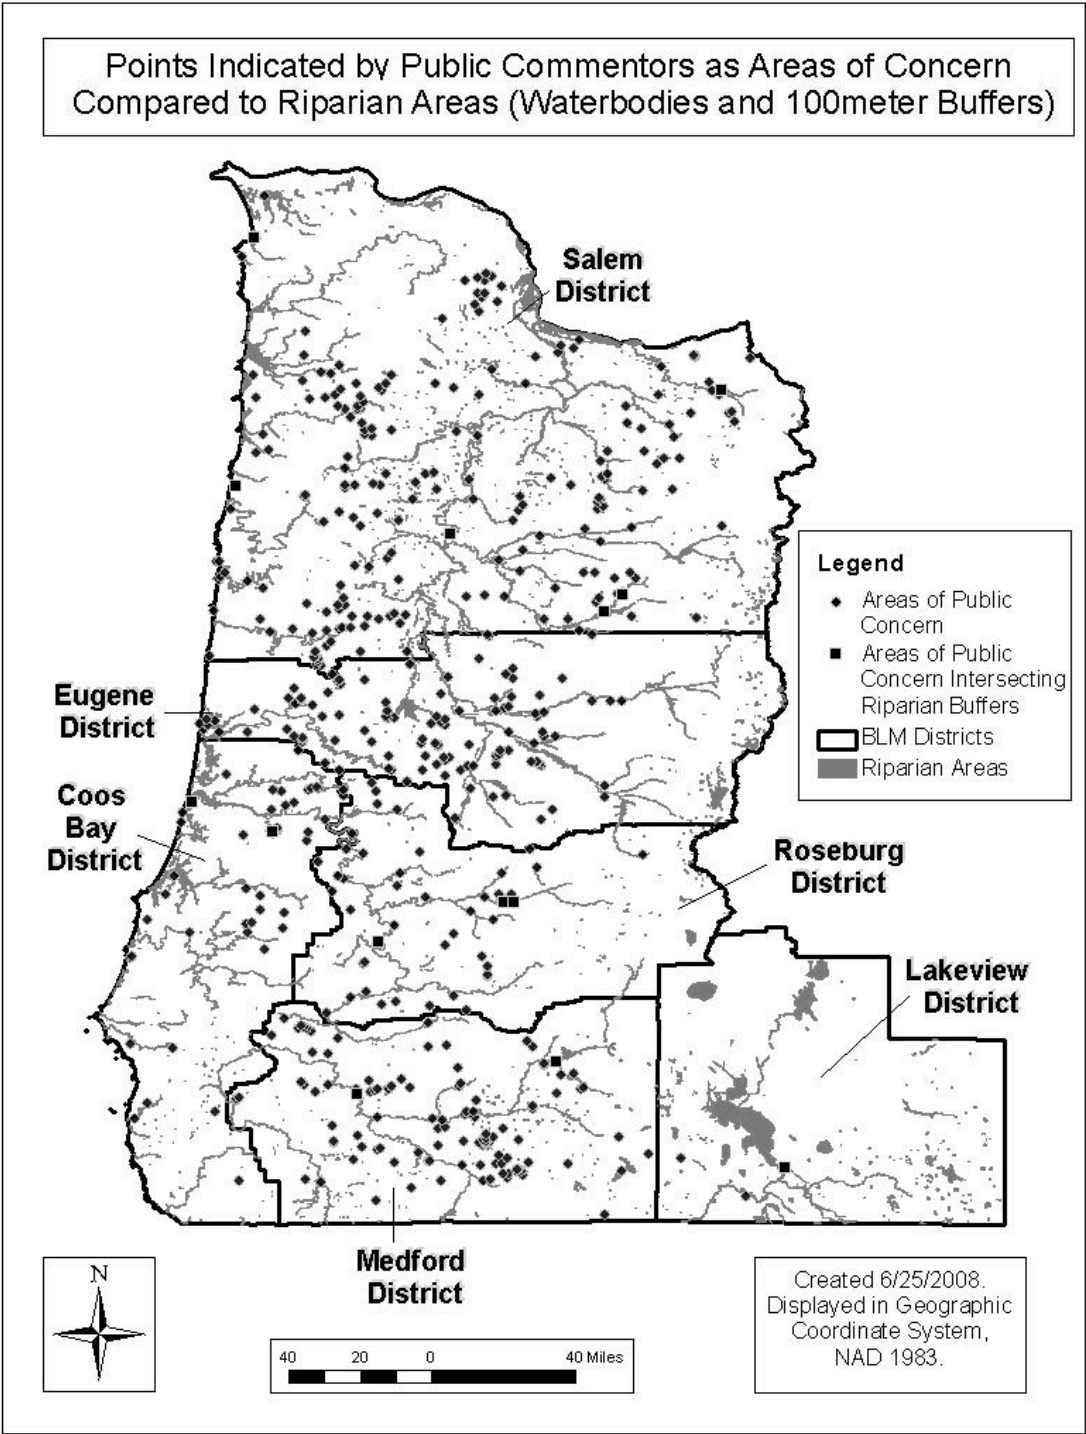 Points Indicated by Public Commentors as Areas of Concern
Compared to Riparian Areas (Waterbodies and 100meter Buffers)
Salem
District
Legend
Areas of Public
Concern
Areas of Public
Concern Intersecting
Riparian Buffers
BLM Districts
Riparian Areas
Eugene
District
Coos
Bay
District
Roseburg
District
Lakeview
District
Medford
District
N
40 20 0 40 Miles
Created 6/25/2008.
Displayed in Geographic
Coordinate System,
NAD 1983.